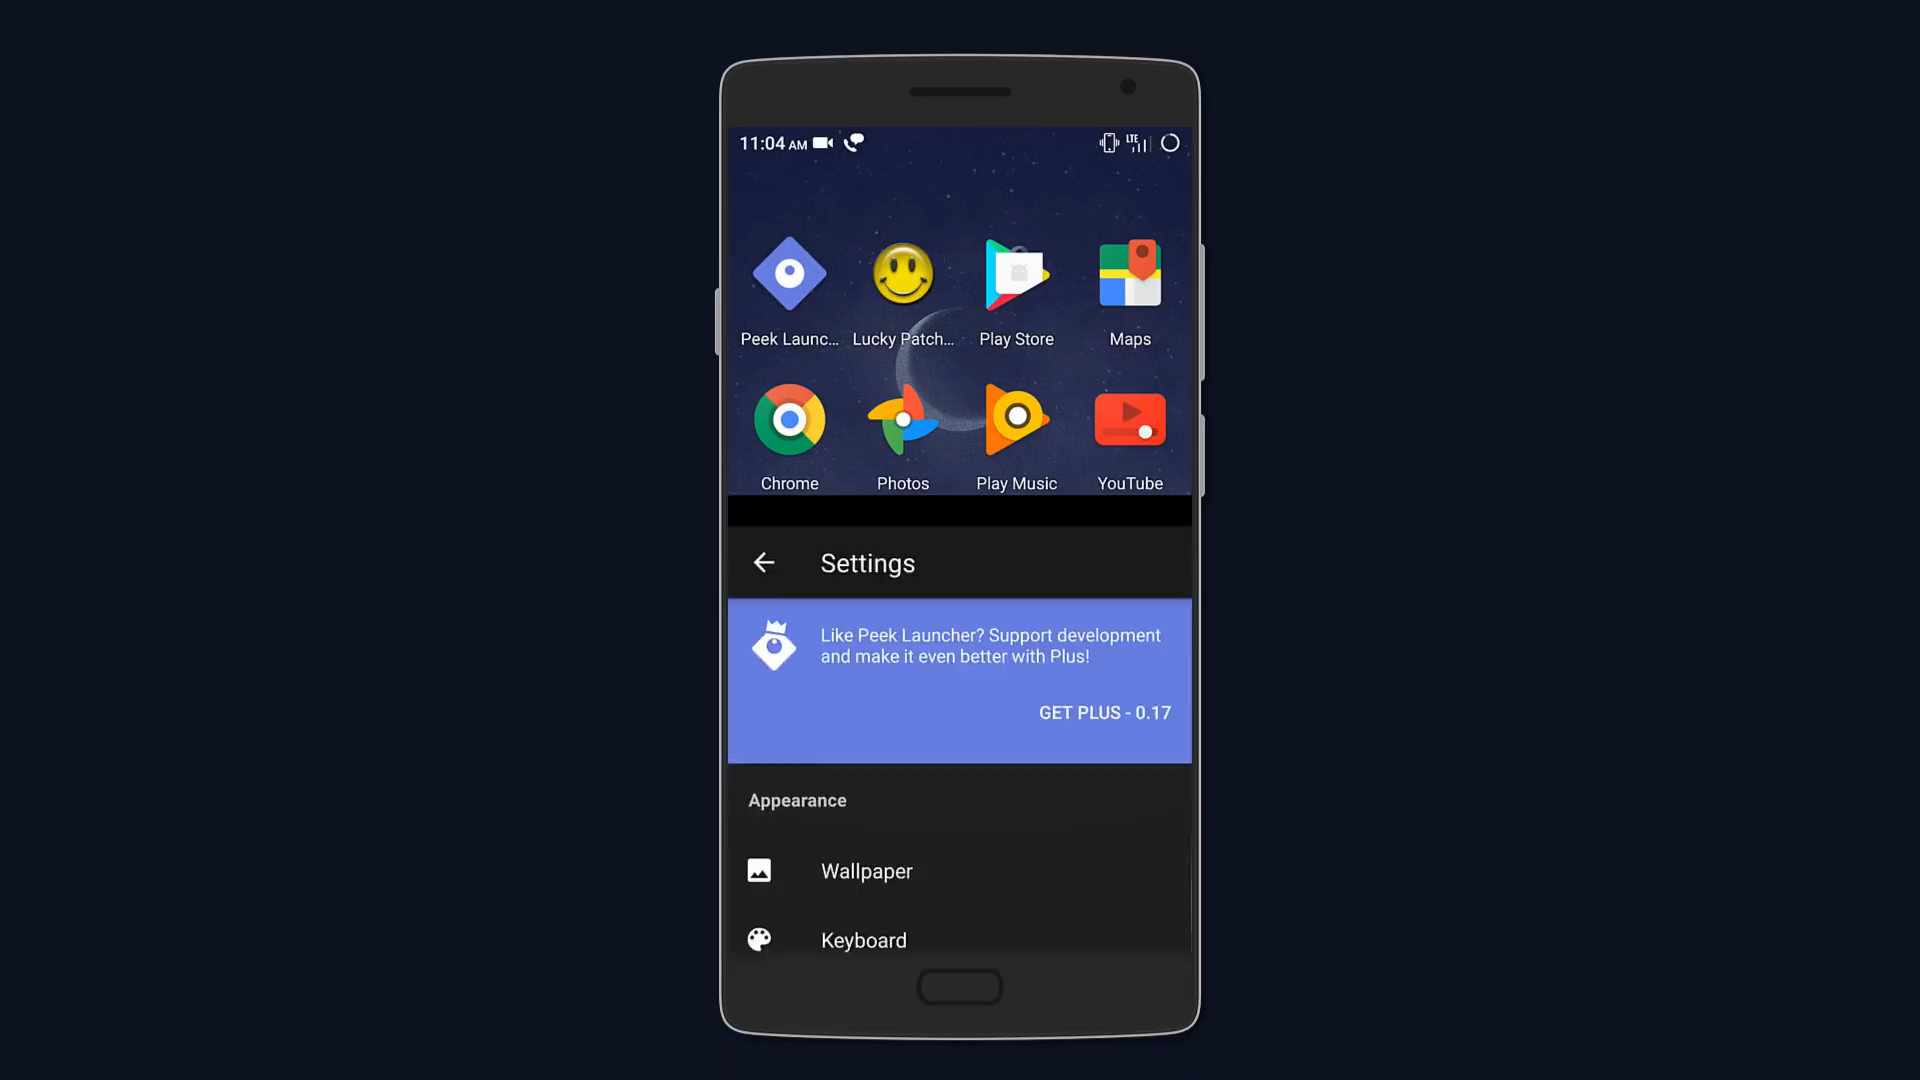 11:04 AM
LTE
Peek Launc... Lucky Patch... Play Store Maps
Chrome Photos Play Music YouTube
Settings
Like Peek Launcher? Support development
and make it even better with Plus!
GET PLUS - 0.17
Appearance
Wallpaper
Keyboard